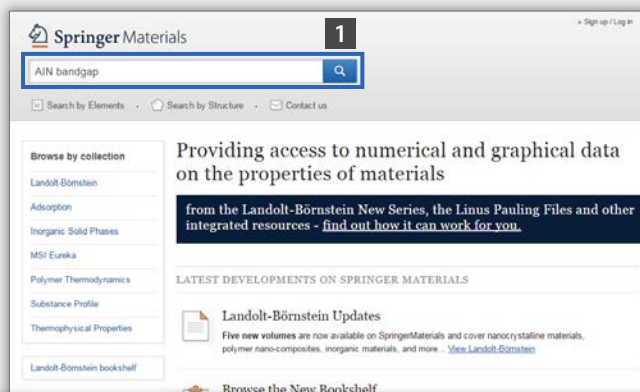 » Sign up / Log in
Springer Materials
1
AlN bandgap
Search by Elements · Search by Structure · Contact us
Browse by collection
Landolt-Börnstein
Adsorption
Inorganic Solid Phases
MSI Eureka
Polymer Thermodynamics
Substance Profile
Thermophysical Properties
Landolt-Börnstein bookshelf
Providing access to numerical and graphical data
on the properties of materials
from the Landolt-Börnstein New Series, the Linus Pauling Files and other
integrated resources - find out how it can work for you.
LATEST DEVELOPMENTS ON SPRINGER MATERIALS
Landolt-Börnstein Updates
Five new volumes are now available on SpringerMaterials and cover nanocrystalline materials,
polymer nano-composites, inorganic materials, and more... View Landolt-Börnstein
Browse the New Bookshelf